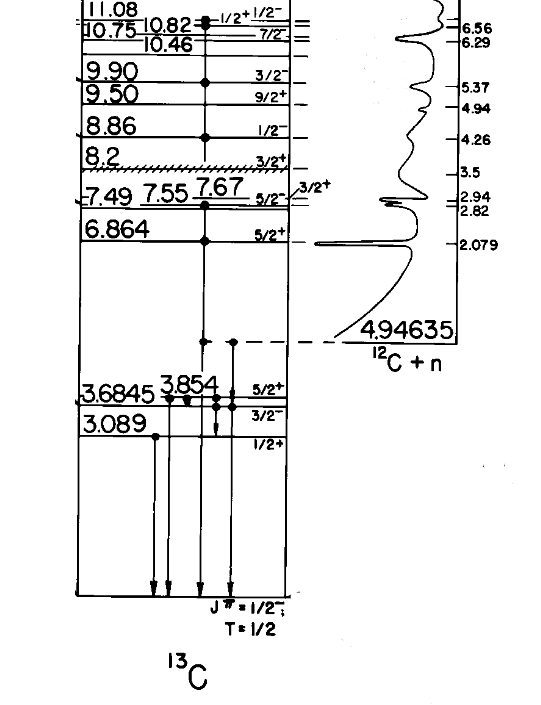 11.08 1/2+ 1/2-
10.75 10.82 7/2-
10.46
6.56
6.29
9.90 3/2-
5.37
9.50 9/2+
4.94
8.86 1/2-
4.26
8.2 3/2+
3.5
7.49 7.55 7.67 5/2- 3/2+
2.94
2.82
6.864 5/2+
2.079
4.94635
12C + n
3.6845 3.854 5/2+
3/2-
3.089 1/2+
Jπ = 1/2-;
T = 1/2
13C